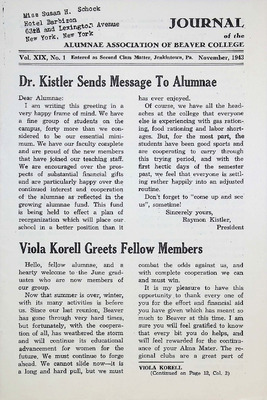 Miss Susan H. Schock
Hotel Barbizon
63rd and Lexington Avenue
New York, New York
JOURNAL
of the
ALUMNAE ASSOCIATION OF BEAVER COLLEGE
Vol. XIX, No. 1 Entered as Second Class Matter, Jenkintown, Pa. November, 1943
Dr. Kistler Sends Message To Alumnae
Dear Alumnae:
I am writing this greeting in a
very happy frame of mind. We have
a fine group of students on the
campus, forty more than we con-
sidered to be our essential mini-
mum. We have our faculty complete
and are proud of the new members
that have joined our teaching staff.
We are encouraged over the pros-
pects of substantial financial gifts
and are particularly happy over the
continued interest and cooperation
of the alumnae as reflected in the
growing alumnae fund. This fund
is being held to effect a plan of
reorganization which will place our
school in a better position than it
has ever enjoyed.
Of course, we have all the head-
aches at the college that everyone
else is experiencing with gas ration-
ing, food rationing and labor short-
ages. But, for the most part, the
students have been good sports and
are cooperating to carry through
this trying period, and with the
first hectic days of the semester
past, we feel that everyone is settl-
ing rather happily into an adjusted
routine.
Don't forget to "come up and see
us", sometime!
Sincerely yours,
Raymon Kistler,
President
Viola Korell Greets Fellow Members
Hello, fellow alumnae, and a
hearty welcome to the June grad-
uates who are now members of
our group.
Now that summer is over, winter,
with its many activities is before
us. Since our last reunion, Beaver
has gone through very hard times,
but fortunately, with the coopera-
tion of all, has weathered the storm
and will continue its educational
advancement for women for the
future. We must continue to forge
ahead. We cannot slide now—it is
a long and hard pull, but we must
combat the odds against us, and
with complete cooperation we can
and must win.
It is my pleasure to have this
opportunity to thank every one of
you for the effort and financial aid
you have given which has meant so
much to Beaver at this time. I am
sure you will feel gratified to know
that every bit you do helps, and
will feel rewarded for the continu-
ance of your Alma Mater. The re-
gional clubs are a great part of
VIOLA KORELL
(Continued on Page 12, Col. 2)